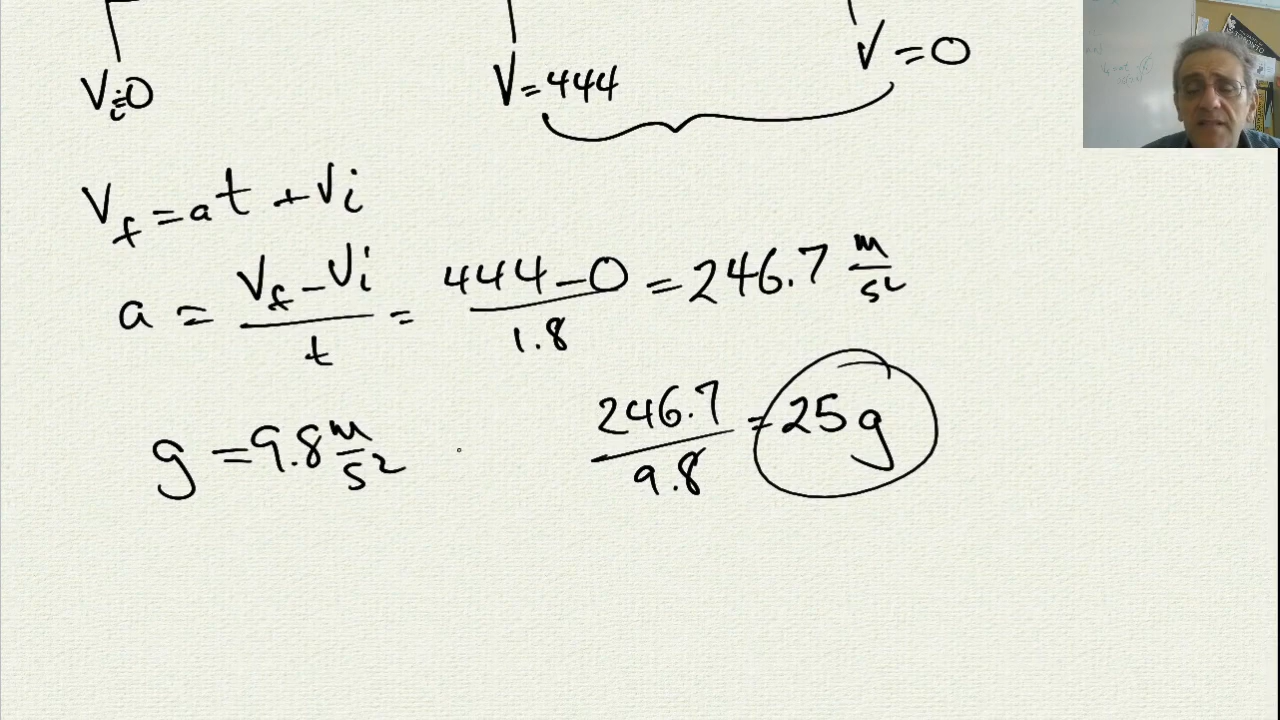 Vi=0
V=444
V=0
Vf=at+Vi
a = (Vf-Vi)/t = (444-0)/1.8 = 246.7 m/s²
g=9.8 m/s²
246.7/9.8 = 25g